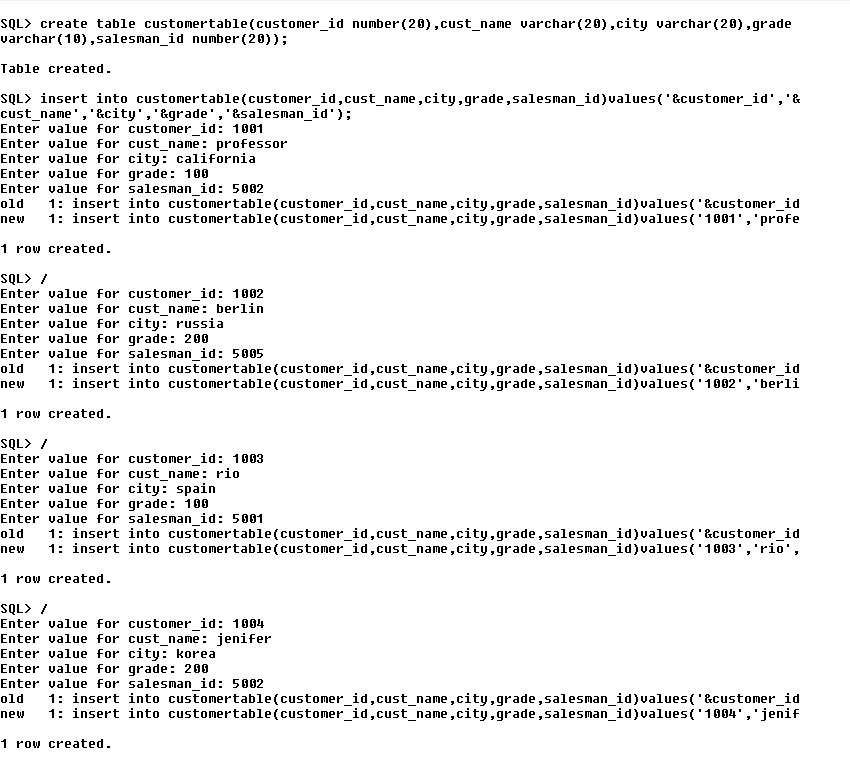 SQL> create table customertable(customer_id number(20),cust_name varchar(20),city varchar(20),grade
varchar(10),salesman_id number(20));
Table created.
SQL> insert into customertable(customer_id,cust_name,city,grade,salesman_id)values('&customer_id','&
cust_name','&city','&grade','&salesman_id');
Enter value for customer_id: 1001
Enter value for cust_name: professor
Enter value for city: california
Enter value for grade: 100
Enter value for salesman_id: 5002
old   1: insert into customertable(customer_id,cust_name,city,grade,salesman_id)values('&customer_id
new   1: insert into customertable(customer_id,cust_name,city,grade,salesman_id)values('1001','profe
1 row created.
SQL> /
Enter value for customer_id: 1002
Enter value for cust_name: berlin
Enter value for city: russia
Enter value for grade: 200
Enter value for salesman_id: 5005
old   1: insert into customertable(customer_id,cust_name,city,grade,salesman_id)values('&customer_id
new   1: insert into customertable(customer_id,cust_name,city,grade,salesman_id)values('1002','berli
1 row created.
SQL> /
Enter value for customer_id: 1003
Enter value for cust_name: rio
Enter value for city: spain
Enter value for grade: 100
Enter value for salesman_id: 5001
old   1: insert into customertable(customer_id,cust_name,city,grade,salesman_id)values('&customer_id
new   1: insert into customertable(customer_id,cust_name,city,grade,salesman_id)values('1003','rio',
1 row created.
SQL> /
Enter value for customer_id: 1004
Enter value for cust_name: jenifer
Enter value for city: korea
Enter value for grade: 200
Enter value for salesman_id: 5002
old   1: insert into customertable(customer_id,cust_name,city,grade,salesman_id)values('&customer_id
new   1: insert into customertable(customer_id,cust_name,city,grade,salesman_id)values('1004','jenif
1 row created.